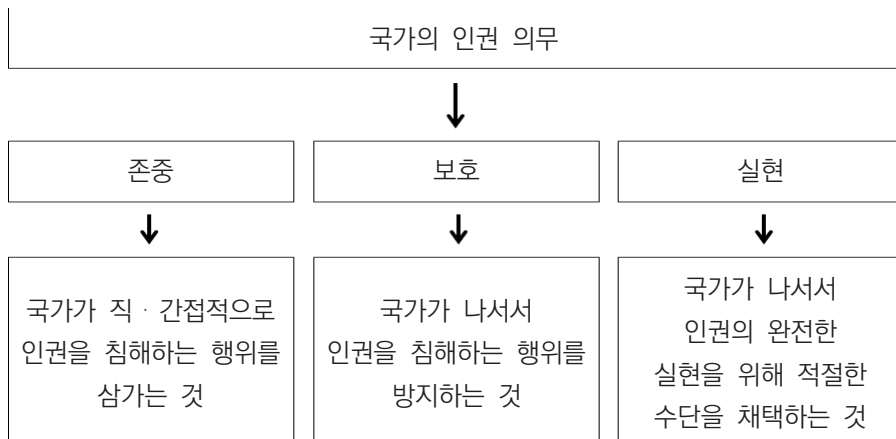 국가의 인권 의무
존중
보호
실현
국가가 직 · 간접적으로
인권을 침해하는 행위를
삼가는 것
국가가 나서서
인권을 침해하는 행위를
방지하는 것
국가가 나서서
인권의 완전한
실현을 위해 적절한
수단을 채택하는 것